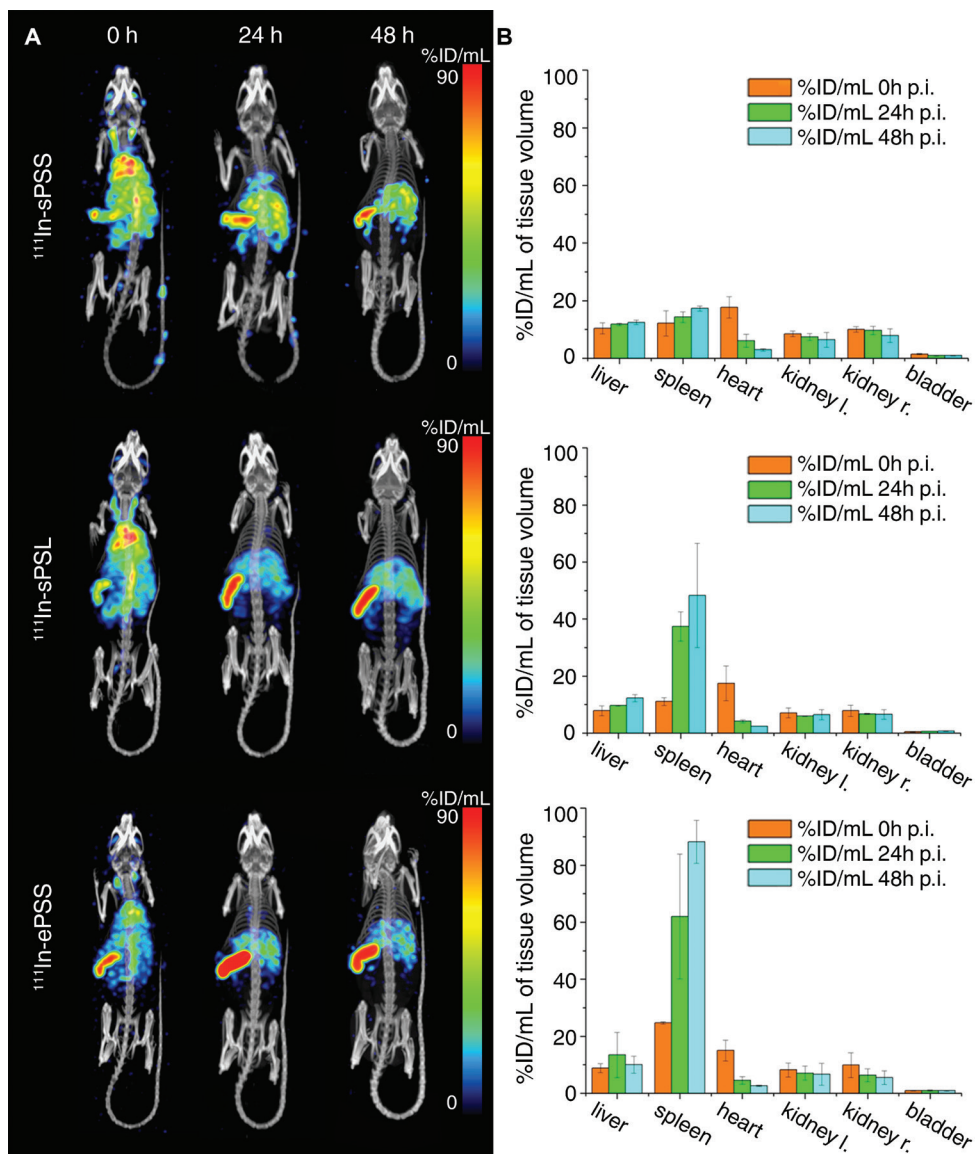 A
0 h
24 h
48 h
%ID/mL
90
0
¹¹¹In-sPSS
%ID/mL
90
0
¹¹¹In-sPSL
%ID/mL
90
0
¹¹¹In-ePSS
B
%ID/mL 0h p.i.
%ID/mL 24h p.i.
%ID/mL 48h p.i.
%ID/mL of tissue volume
100
80
60
40
20
0
liver
spleen
heart
kidney l.
kidney r.
bladder
%ID/mL 0h p.i.
%ID/mL 24h p.i.
%ID/mL 48h p.i.
%ID/mL of tissue volume
100
80
60
40
20
0
liver
spleen
heart
kidney l.
kidney r.
bladder
%ID/mL 0h p.i.
%ID/mL 24h p.i.
%ID/mL 48h p.i.
%ID/mL of tissue volume
100
80
60
40
20
0
liver
spleen
heart
kidney l.
kidney r.
bladder